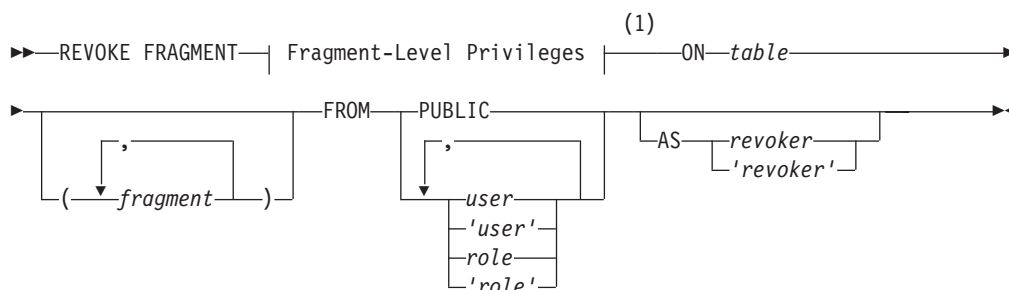 (1)
REVOKE FRAGMENT Fragment-Level Privileges ON table
FROM PUBLIC
, , AS revoker
'revoker'
( fragment ) user
'user'
role
'role'